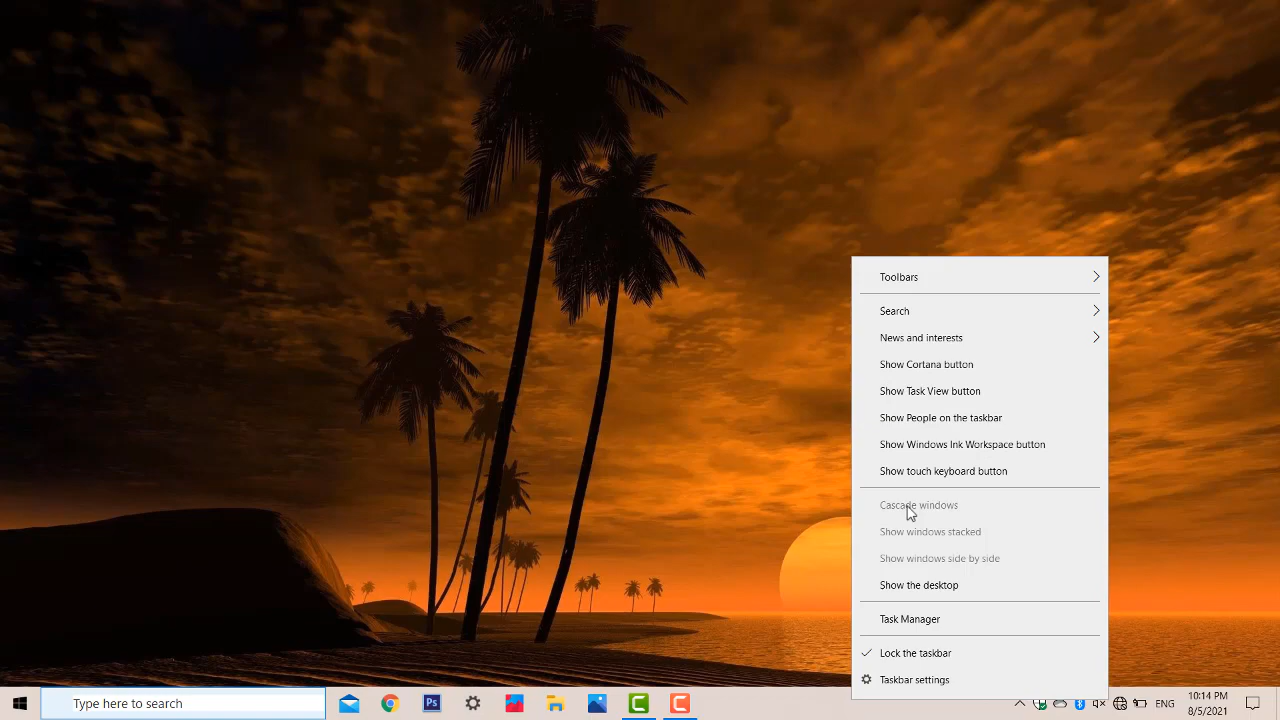 Toolbars
Search
News and interests
Show Cortana button
Show Task View button
Show People on the taskbar
Show Windows Ink Workspace button
Show touch keyboard button
Cascade windows
Show windows stacked
Show windows side by side
Show the desktop
Task Manager
Lock the taskbar
Taskbar settings
Type here to search
Ps
ENG
10:14 PM
8/5/2021